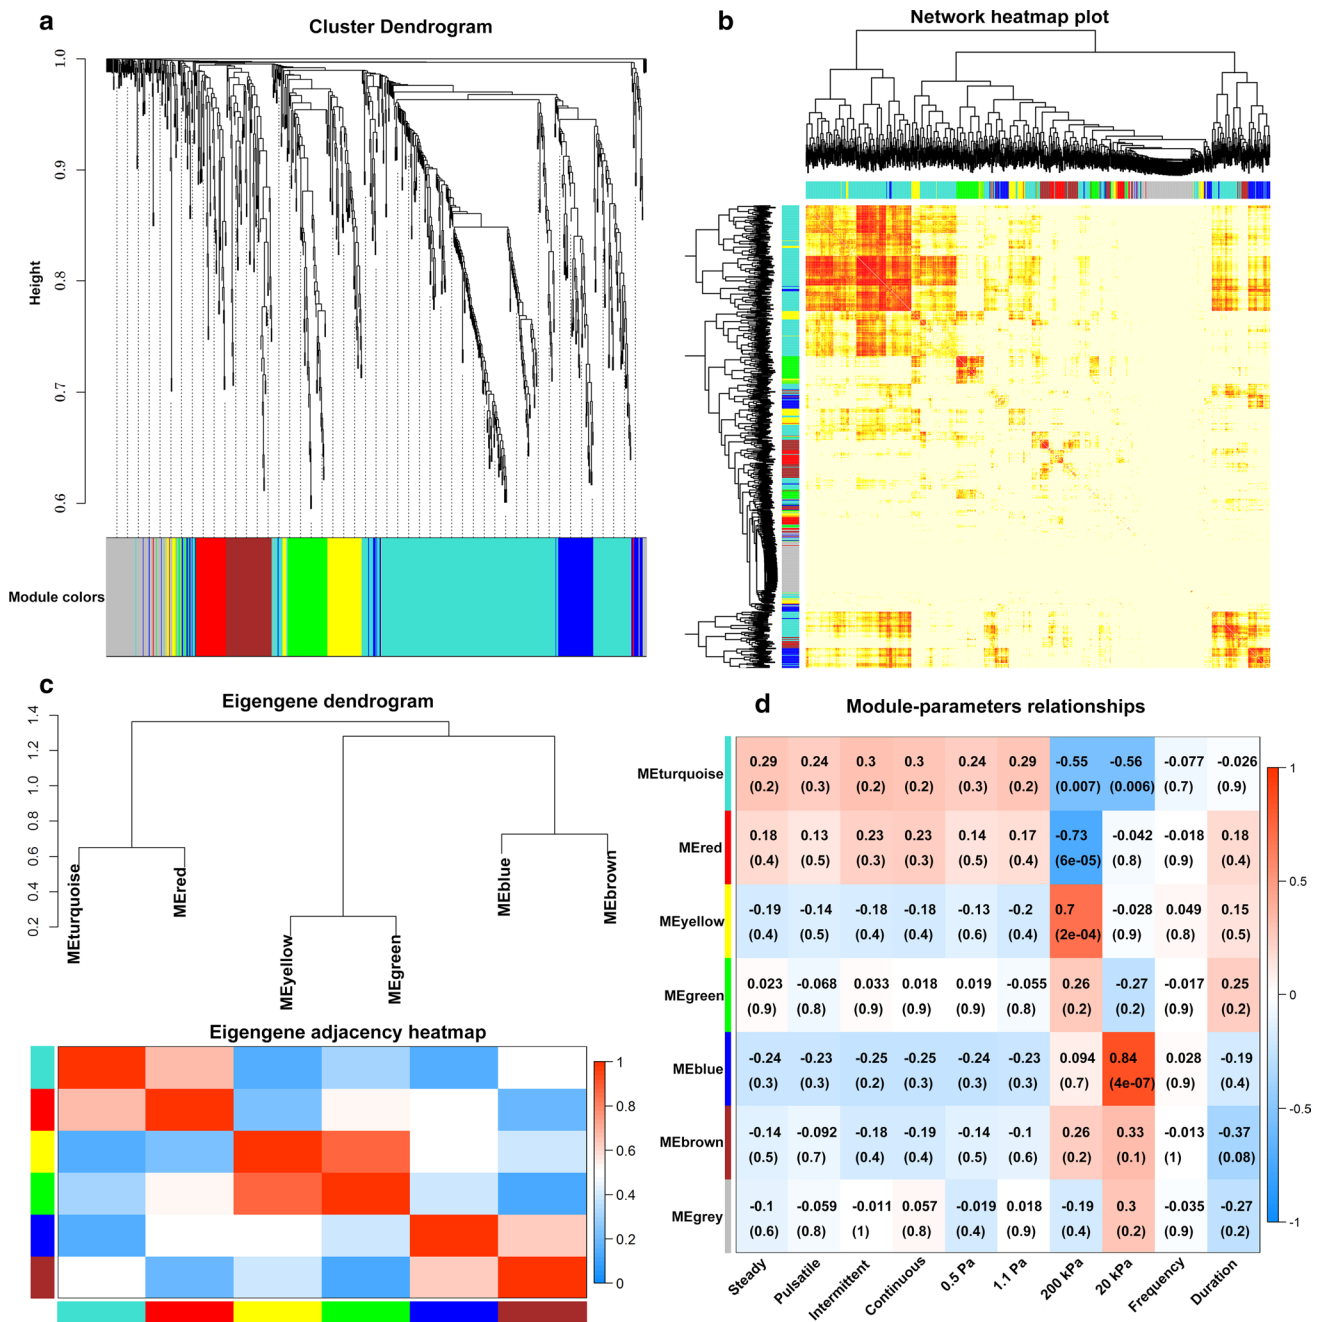 a
Cluster Dendrogram
Height
1.0
0.9
0.8
0.7
0.6
Module colors
b
Network heatmap plot
c
Eigengene dendrogram
1.4
1.2
1.0
0.8
0.6
0.4
0.2
MEturquoise
MEred
MEyellow
MEgreen
MEblue
MEbrown
Eigengene adjacency heatmap
1
0.8
0.6
0.4
0.2
0
d
Module-parameters relationships
MEturquoise 0.29 0.24 0.3 0.3 0.24 0.29 -0.55 -0.56 -0.077 -0.026
(0.2) (0.3) (0.2) (0.2) (0.3) (0.2) (0.007) (0.006) (0.7) (0.9)
MEred 0.18 0.13 0.23 0.23 0.14 0.17 -0.73 -0.042 -0.018 0.18
(0.4) (0.5) (0.3) (0.3) (0.5) (0.4) (6e-05) (0.8) (0.9) (0.4)
MEyellow -0.19 -0.14 -0.18 -0.18 -0.13 -0.2 0.7 -0.028 0.049 0.15
(0.4) (0.5) (0.4) (0.4) (0.6) (0.4) (2e-04) (0.9) (0.8) (0.5)
MEgreen 0.023 -0.068 0.033 0.018 0.019 -0.055 0.26 -0.27 -0.017 0.25
(0.9) (0.8) (0.9) (0.9) (0.9) (0.8) (0.2) (0.2) (0.9) (0.2)
MEblue -0.24 -0.23 -0.25 -0.25 -0.24 -0.23 0.094 0.84 0.028 -0.19
(0.3) (0.3) (0.2) (0.3) (0.3) (0.3) (0.7) (4e-07) (0.9) (0.4)
MEbrown -0.14 -0.092 -0.18 -0.19 -0.14 -0.1 0.26 0.33 -0.013 -0.37
(0.5) (0.7) (0.4) (0.4) (0.5) (0.6) (0.2) (0.1) (1) (0.08)
MEgrey -0.1 -0.059 -0.011 0.057 -0.019 0.018 -0.19 0.3 -0.035 -0.27
(0.6) (0.8) (1) (0.8) (0.4) (0.9) (0.4) (0.2) (0.9) (0.2)
Steady Pulsatile Intermittent Continuous 0.5 Pa 1.1 Pa 200 kPa 20 kPa Frequency Duration
1
0.5
0
-0.5
-1